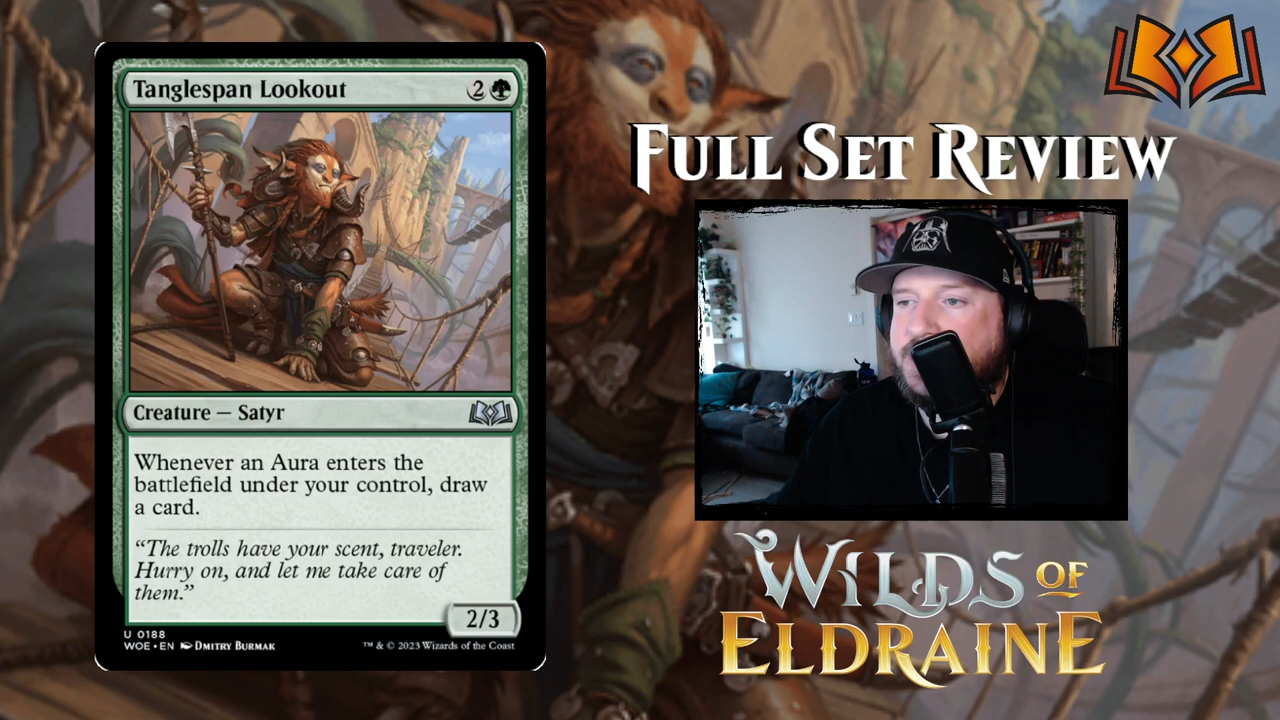 Tanglespan Lookout 2
Creature — Satyr
Whenever an Aura enters the
battlefield under your control, draw
a card.
“The trolls have your scent, traveler.
Hurry on, and let me take care of
them.”
2/3
U 0188
WOE • EN DMITRY BURMAK
™ & © 2023 Wizards of the Coast
FULL SET REVIEW
WILDS OF
ELDRAINE